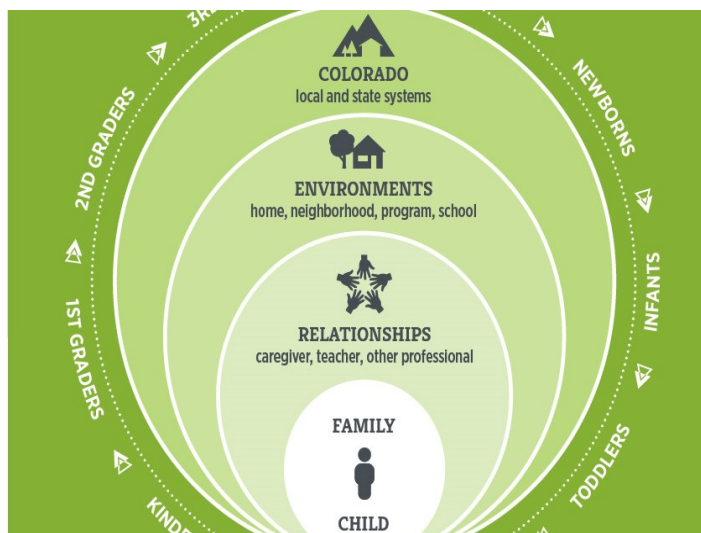 COLORADO
local and state systems
ENVIRONMENTS
home, neighborhood, program, school
RELATIONSHIPS
caregiver, teacher, other professional
FAMILY
CHILD
NEWBORNS
INFANTS
TODDLERS
1ST GRADERS
2ND GRADERS